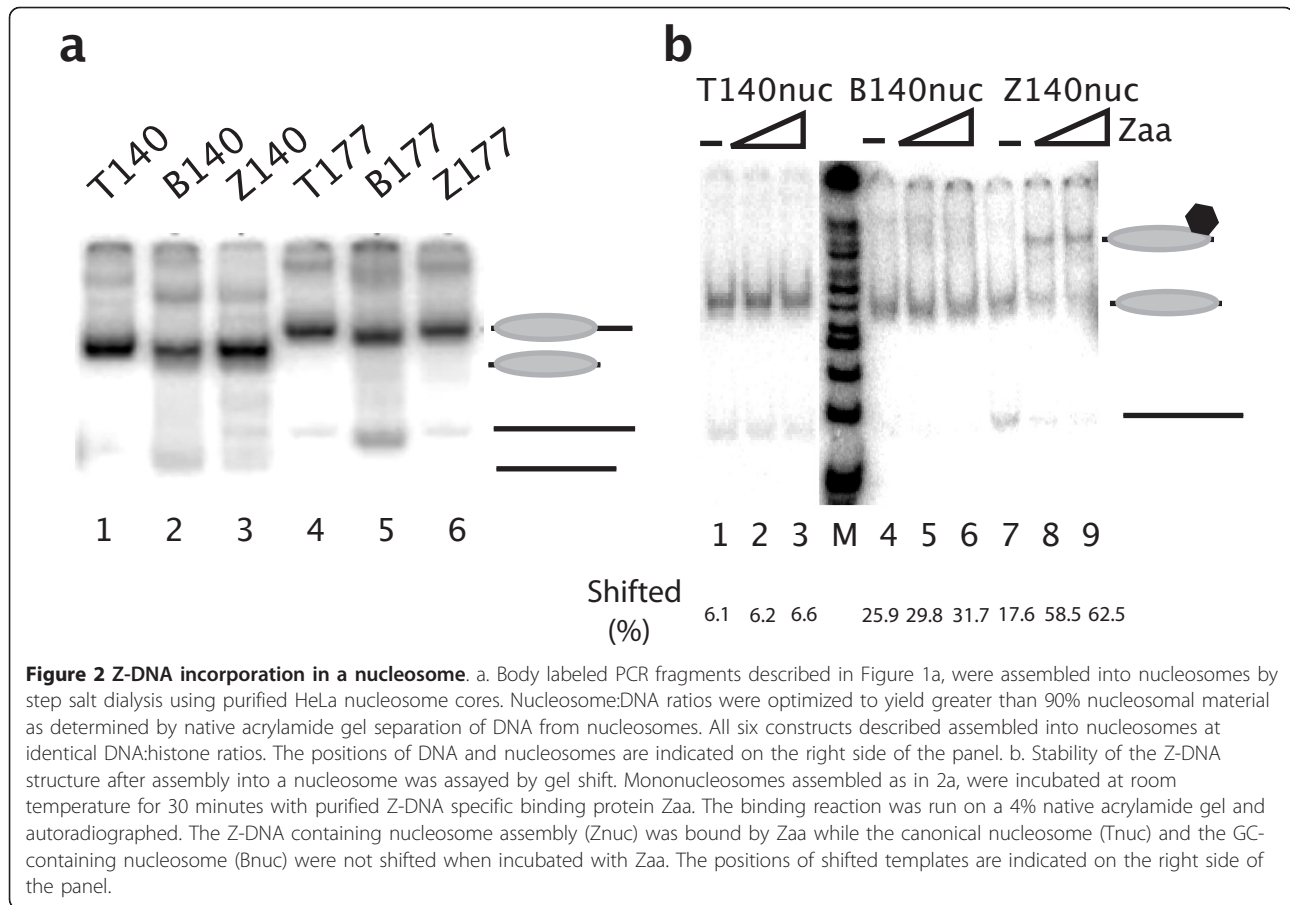 a
T140 B140 Z140 T177 B177 Z177
1 2 3 4 5 6
b
T140nuc B140nuc Z140nuc
– – – Zaa
1 2 3 M 4 5 6 7 8 9
Shifted
(%)
6.1 6.2 6.6 25.9 29.8 31.7 17.6 58.5 62.5
Figure 2 Z-DNA incorporation in a nucleosome. a. Body labeled PCR fragments described in Figure 1a, were assembled into nucleosomes by
step salt dialysis using purified HeLa nucleosome cores. Nucleosome:DNA ratios were optimized to yield greater than 90% nucleosomal material
as determined by native acrylamide gel separation of DNA from nucleosomes. All six constructs described assembled into nucleosomes at
identical DNA:histone ratios. The positions of DNA and nucleosomes are indicated on the right side of the panel. b. Stability of the Z-DNA
structure after assembly into a nucleosome was assayed by gel shift. Mononucleosomes assembled as in 2a, were incubated at room
temperature for 30 minutes with purified Z-DNA specific binding protein Zaa. The binding reaction was run on a 4% native acrylamide gel and
autoradiographed. The Z-DNA containing nucleosome assembly (Znuc) was bound by Zaa while the canonical nucleosome (Tnuc) and the GC-
containing nucleosome (Bnuc) were not shifted when incubated with Zaa. The positions of shifted templates are indicated on the right side of
the panel.